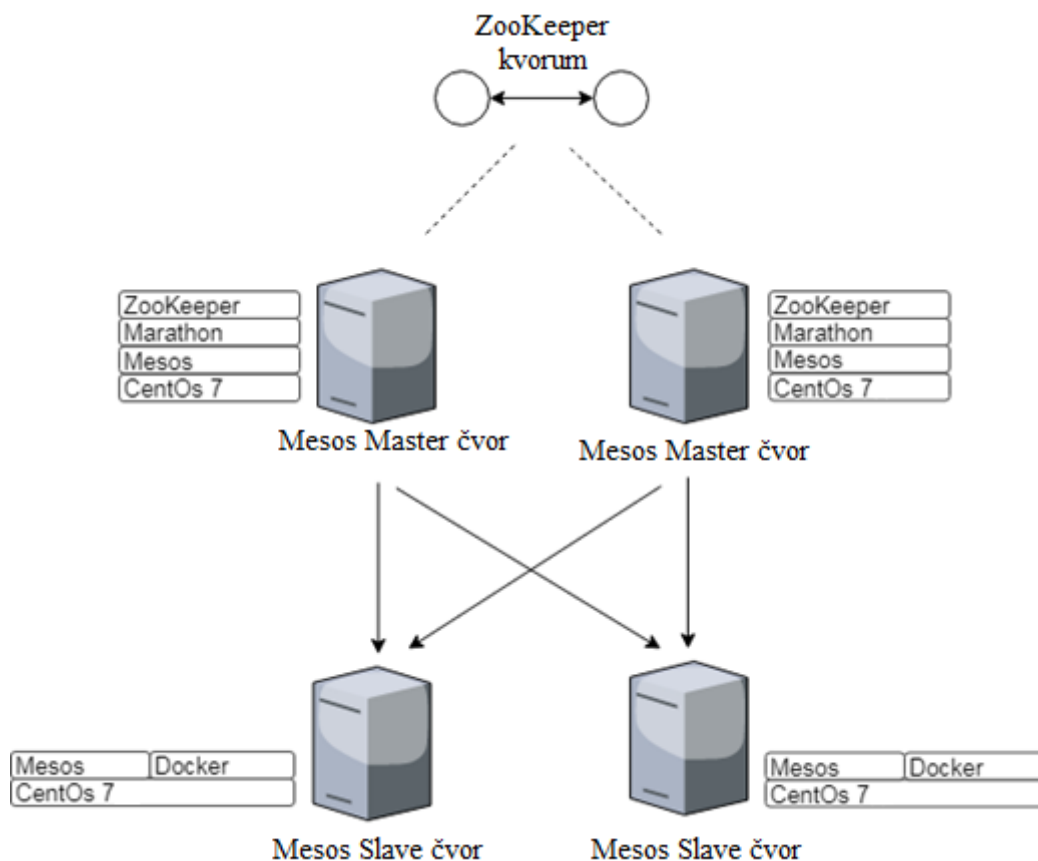 ZooKeeper
kvorum
ZooKeeper
Marathon
Mesos
CentOs 7
ZooKeeper
Marathon
Mesos
CentOs 7
Mesos Master čvor
Mesos Master čvor
Mesos Docker
CentOs 7
Mesos Docker
CentOs 7
Mesos Slave čvor
Mesos Slave čvor